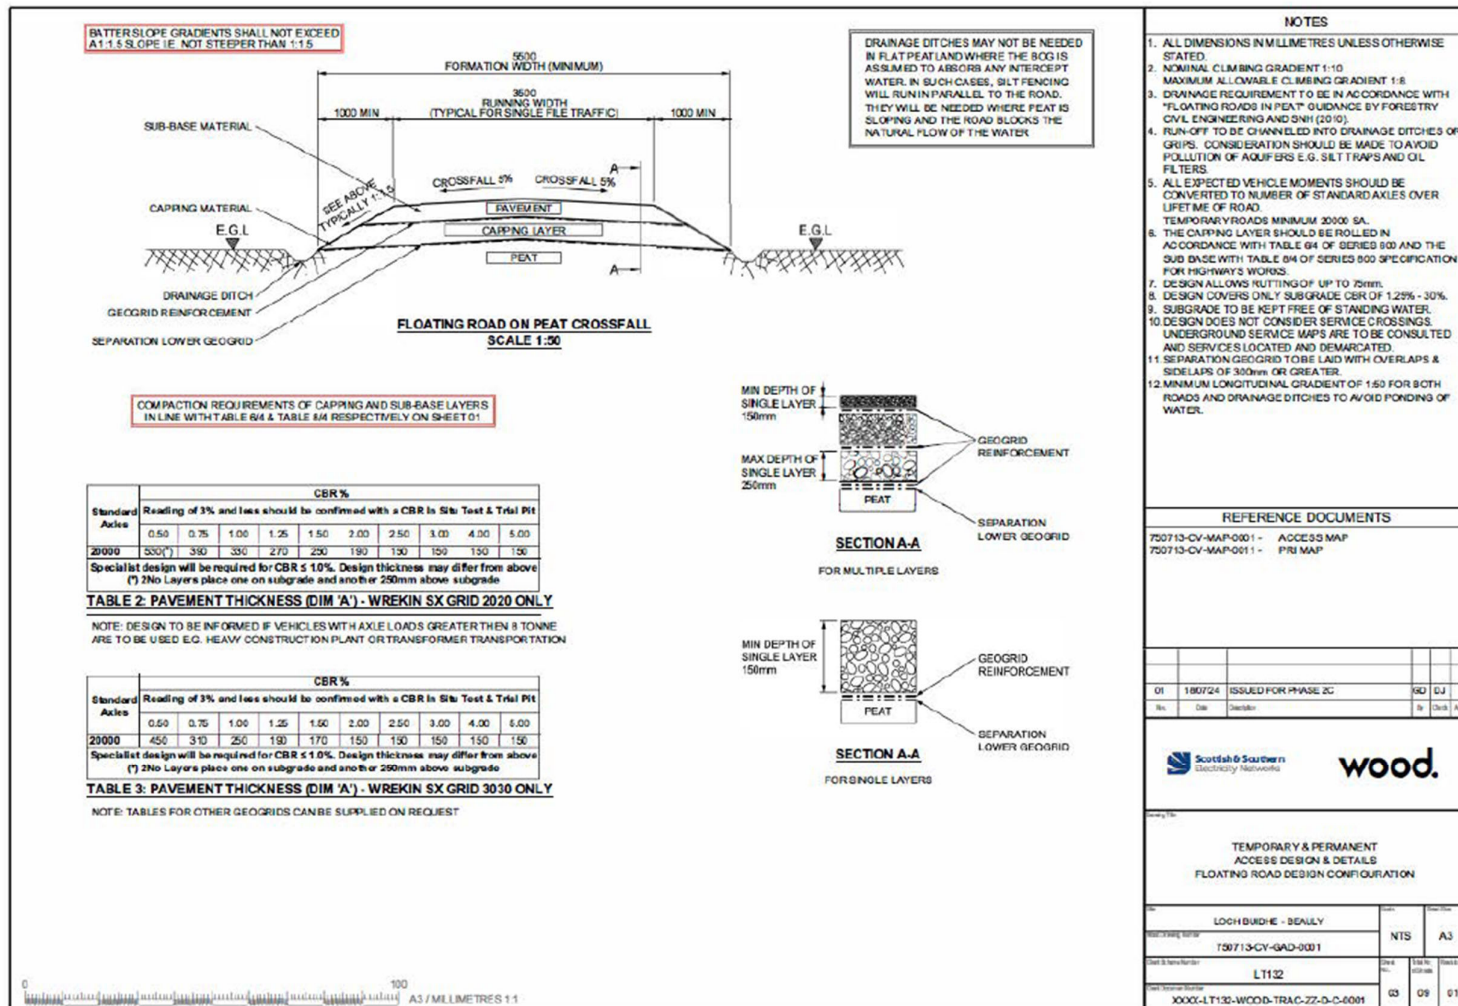 BATTER SLOPE GRADIENTS SHALL NOT EXCEED
A 1:1.5 SLOPE I.E. NOT STEEPER THAN 1:1.5
5500
FORMATION WIDTH (MINIMUM)
3500
RUNNING WIDTH
(TYPICAL FOR SINGLE FILE TRAFFIC)
1000 MIN
1000 MIN
SUB-BASE MATERIAL
CAPPING MATERIAL
SEE ABOVE
TYPICALLY 1:1.5
CROSSFALL 5%
CROSSFALL 5%
A
PAVEMENT
CAPPING LAYER
PEAT
A
E.G.L
E.G.L
DRAINAGE DITCH
GEOGRID REINFORCEMENT
SEPARATION LOWER GEOGRID
FLOATING ROAD ON PEAT CROSSFALL
SCALE 1:50
DRAINAGE DITCHES MAY NOT BE NEEDED
IN FLAT PEATLAND WHERE THE BOG IS
ASSUMED TO ABSORB ANY INTERCEPT
WATER. IN SUCH CASES, SILT FENCING
WILL RUN IN PARALLEL TO THE ROAD.
THEY WILL BE NEEDED WHERE PEAT IS
SLOPING AND THE ROAD BLOCKS THE
NATURAL FLOW OF THE WATER
COMPACTION REQUIREMENTS OF CAPPING AND SUB-BASE LAYERS
IN LINE WITH TABLE 6/4 & TABLE 8/4 RESPECTIVELY ON SHEET 01
Standard Axles
CBR %
Reading of 3% and less should be confirmed with a CBR In Situ Test & Trial Pit
0.50 0.75 1.00 1.25 1.50 2.00 2.50 3.00 4.00 5.00
20000 530(*) 390 330 270 250 190 150 150 150 150
Specialist design will be required for CBR ≤ 1.0%. Design thickness may differ from above
(*) 2No Layers place one on subgrade and another 250mm above subgrade
TABLE 2: PAVEMENT THICKNESS (DIM 'A') - WREKIN SX GRID 2020 ONLY
NOTE: DESIGN TO BE INFORMED IF VEHICLES WITH AXLE LOADS GREATER THEN 8 TONNE
ARE TO BE USED E.G. HEAVY CONSTRUCTION PLANT OR TRANSFORMER TRANSPORTATION
Standard Axles
CBR %
Reading of 3% and less should be confirmed with a CBR In Situ Test & Trial Pit
0.50 0.75 1.00 1.25 1.50 2.00 2.50 3.00 4.00 5.00
20000 450 310 250 190 170 150 150 150 150 150
Specialist design will be required for CBR ≤ 1.0%. Design thickness may differ from above
(*) 2No Layers place one on subgrade and another 250mm above subgrade
TABLE 3: PAVEMENT THICKNESS (DIM 'A') - WREKIN SX GRID 3030 ONLY
NOTE: TABLES FOR OTHER GEOGRIDS CAN BE SUPPLIED ON REQUEST
MIN DEPTH OF
SINGLE LAYER
150mm
MAX DEPTH OF
SINGLE LAYER
250mm
PEAT
GEOGRID
REINFORCEMENT
SEPARATION
LOWER GEOGRID
SECTION A-A
FOR MULTIPLE LAYERS
MIN DEPTH OF
SINGLE LAYER
150mm
PEAT
GEOGRID
REINFORCEMENT
SEPARATION
LOWER GEOGRID
SECTION A-A
FOR SINGLE LAYERS
0
100
A3 / MILLIMETRES 1:1
NOTES
1. ALL DIMENSIONS IN MILLIMETRES UNLESS OTHERWISE
STATED.
2. NOMINAL CLIMBING GRADIENT 1:10
MAXIMUM ALLOWABLE CLIMBING GRADIENT 1:8
3. DRAINAGE REQUIREMENT TO BE IN ACCORDANCE WITH
"FLOATING ROADS IN PEAT" GUIDANCE BY FORESTRY
CIVIL ENGINEERING AND SNH (2010).
4. RUN-OFF TO BE CHANNELED INTO DRAINAGE DITCHES OR
GRIPS. CONSIDERATION SHOULD BE MADE TO AVOID
POLLUTION OF AQUIFERS E.G. SILT TRAPS AND OIL
FILTERS.
5. ALL EXPECTED VEHICLE MOMENTS SHOULD BE
CONVERTED TO NUMBER OF STANDARD AXLES OVER
LIFETIME OF ROAD.
TEMPORARY ROADS MINIMUM 20000 SA.
6. THE CAPPING LAYER SHOULD BE ROLLED IN
ACCORDANCE WITH TABLE 6/4 OF SERIES 600 AND THE
SUB BASE WITH TABLE 8/4 OF SERIES 800 SPECIFICATION
FOR HIGHWAYS WORKS.
7. DESIGN ALLOWS RUTTING OF UP TO 75mm.
8. DESIGN COVERS ONLY SUBGRADE CBR OF 1.25% - 30%.
9. SUBGRADE TO BE KEPT FREE OF STANDING WATER.
10. DESIGN DOES NOT CONSIDER SERVICE CROSSINGS.
UNDERGROUND SERVICE MAPS ARE TO BE CONSULTED
AND SERVICES LOCATED AND DEMARCATED.
11. SEPARATION GEOGRID TO BE LAID WITH OVERLAPS &
SIDELAPS OF 300mm OR GREATER.
12. MINIMUM LONGITUDINAL GRADIENT OF 1:50 FOR BOTH
ROADS AND DRAINAGE DITCHES TO AVOID PONDING OF
WATER.
REFERENCE DOCUMENTS
750713-CV-MAP-0001 - ACCESS MAP
750713-CV-MAP-0011 - PRI MAP
01 180724 ISSUED FOR PHASE 2C GD DJ
Rev. Date Description By Check
Scottish & Southern
Electricity Networks
wood.
Drawing Title
TEMPORARY & PERMANENT
ACCESS DESIGN & DETAILS
FLOATING ROAD DESIGN CONFIGURATION
LOCH BUIDHE - BEAULY
750713-CV-GAD-0001
NTS
A3
LT132
XXXX-LT132-WOOD-TRAC-ZZ-D-C-0001
03 09 01